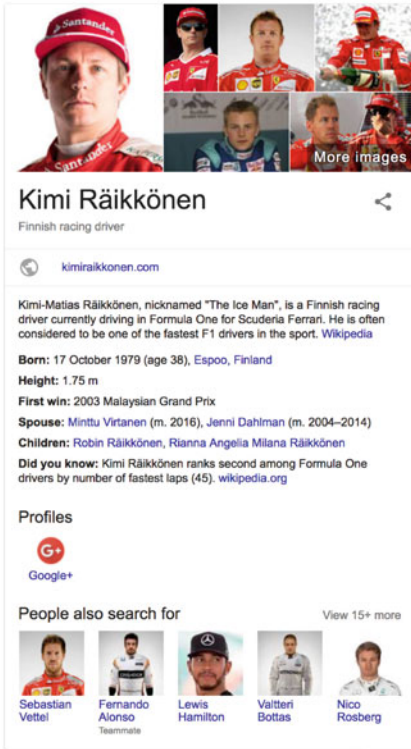 Santander
Santander
More images
Kimi Räikkönen
Finnish racing driver
kimiraikkonen.com
Kimi-Matias Räikkönen, nicknamed "The Ice Man", is a Finnish racing
driver currently driving in Formula One for Scuderia Ferrari. He is often
considered to be one of the fastest F1 drivers in the sport. Wikipedia
Born: 17 October 1979 (age 38), Espoo, Finland
Height: 1.75 m
First win: 2003 Malaysian Grand Prix
Spouse: Minttu Virtanen (m. 2016), Jenni Dahlman (m. 2004–2014)
Children: Robin Räikkönen, Rianna Angelia Milana Räikkönen
Did you know: Kimi Räikkönen ranks second among Formula One
drivers by number of fastest laps (45). wikipedia.org
Profiles
G+
Google+
People also search for View 15+ more
Sebastian Vettel
Fernando Alonso
Teammate
Lewis Hamilton
Valtteri Bottas
Nico Rosberg